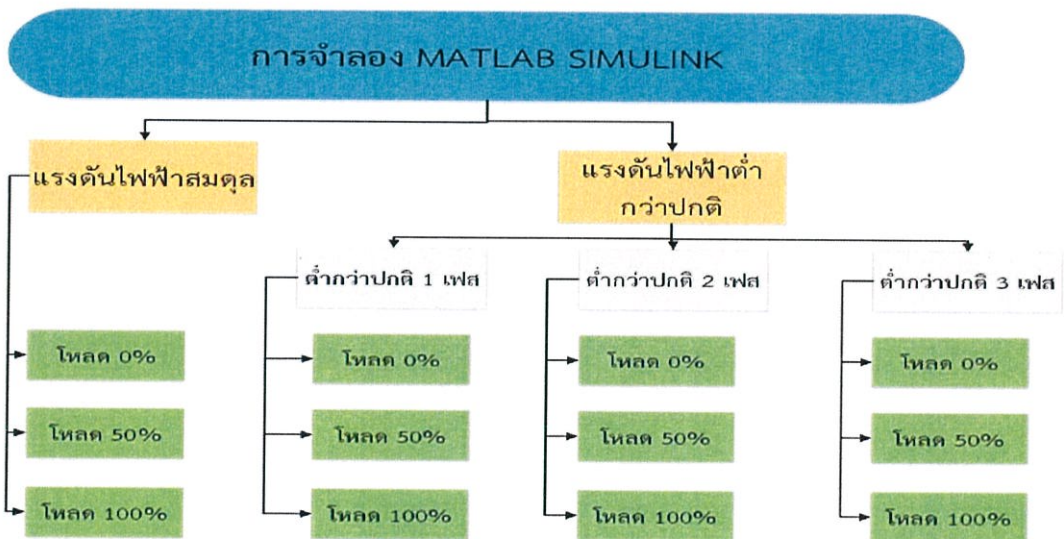 การจำลอง MATLAB SIMULINK
แรงดันไฟฟ้าสมดุล
แรงดันไฟฟ้าต่ำ
กว่าปกติ
ต่ำกว่าปกติ 1 เฟส
ต่ำกว่าปกติ 2 เฟส
ต่ำกว่าปกติ 3 เฟส
โหลด 0%
โหลด 0%
โหลด 0%
โหลด 0%
โหลด 50%
โหลด 50%
โหลด 50%
โหลด 50%
โหลด 100%
โหลด 100%
โหลด 100%
โหลด 100%